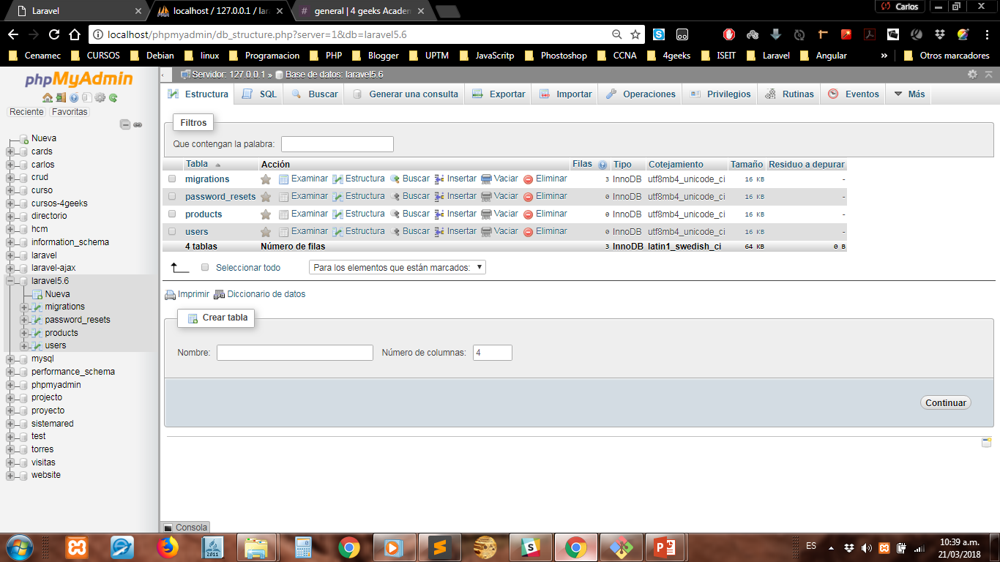 Laravel
localhost / 127.0.0.1 / lar
# general | 4 geeks Academ
Carlos
localhost/phpmyadmin/db_structure.php?server=1&db=laravel5.6
Cenamec CURSOS Debian linux Programacion PHP Blogger UPTM JavaScritp Phostoshop CCNA 4geeks ISEIT Laravel Angular » Otros marcadores
phpMyAdmin
Reciente Favoritas
Nueva
cards
carlos
crud
curso
cursos-4geeks
directorio
hcm
information_schema
laravel
laravel-ajax
laravel5.6
Nueva
migrations
password_resets
products
users
mysql
performance_schema
phpmyadmin
projecto
proyecto
sistemared
test
torres
visitas
website
Servidor: 127.0.0.1 » Base de datos: laravel5.6
Estructura SQL Buscar Generar una consulta Exportar Importar Operaciones Privilegios Rutinas Eventos Más
Filtros
Que contengan la palabra:
Tabla Acción Filas Tipo Cotejamiento Tamaño Residuo a depurar
migrations Examinar Estructura Buscar Insertar Vaciar Eliminar 3 InnoDB utf8mb4_unicode_ci 16 KB -
password_resets Examinar Estructura Buscar Insertar Vaciar Eliminar 0 InnoDB utf8mb4_unicode_ci 16 KB -
products Examinar Estructura Buscar Insertar Vaciar Eliminar 0 InnoDB utf8mb4_unicode_ci 16 KB -
users Examinar Estructura Buscar Insertar Vaciar Eliminar 0 InnoDB utf8mb4_unicode_ci 16 KB -
4 tablas Número de filas 3 InnoDB latin1_swedish_ci 64 KB 0 B
Seleccionar todo Para los elementos que están marcados:
Imprimir Diccionario de datos
Crear tabla
Nombre: Número de columnas: 4
Continuar
Consola
2011
ES
10:39 a.m.
21/03/2018